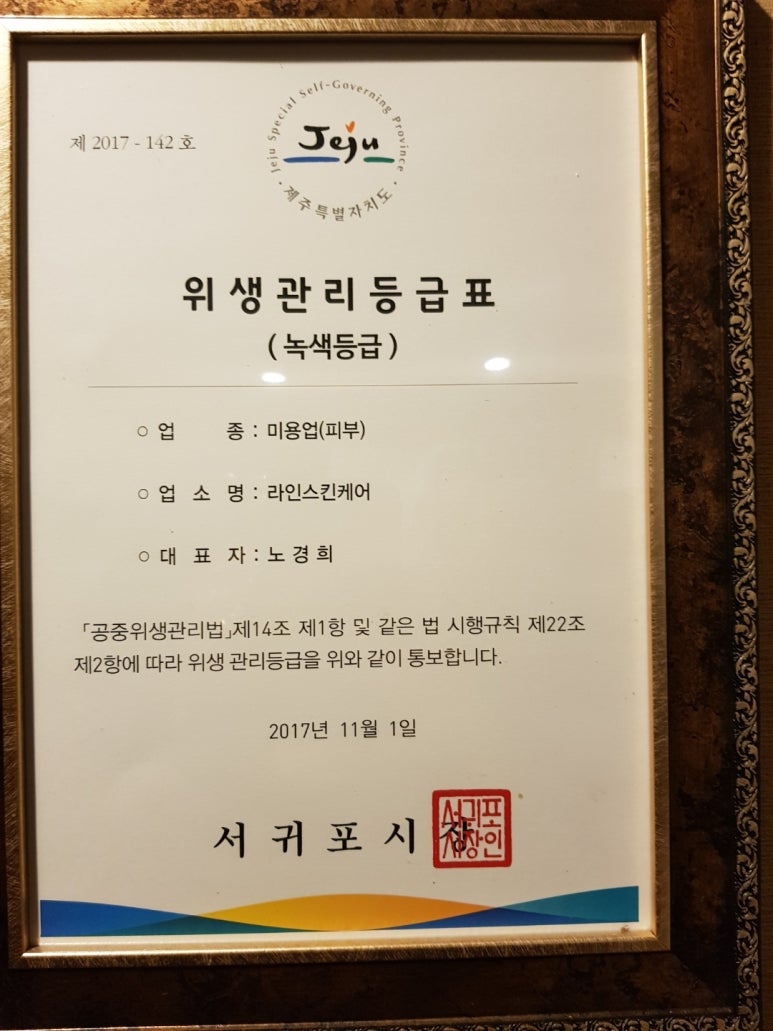 제 2017 - 142 호
Jeju Special Self-Governing Province
Jeju
· 제주특별자치도 ·
위생관리등급표
(녹색등급)
○ 업 종 : 미용업(피부)
○ 업 소 명 : 라인스킨케어
○ 대 표 자 : 노 경 희
「공중위생관리법」제14조 제1항 및 같은 법 시행규칙 제22조
제2항에 따라 위생 관리등급을 위와 같이 통보합니다.
2017년 11월 1일
서 귀 포 시 장
서귀포
시장인